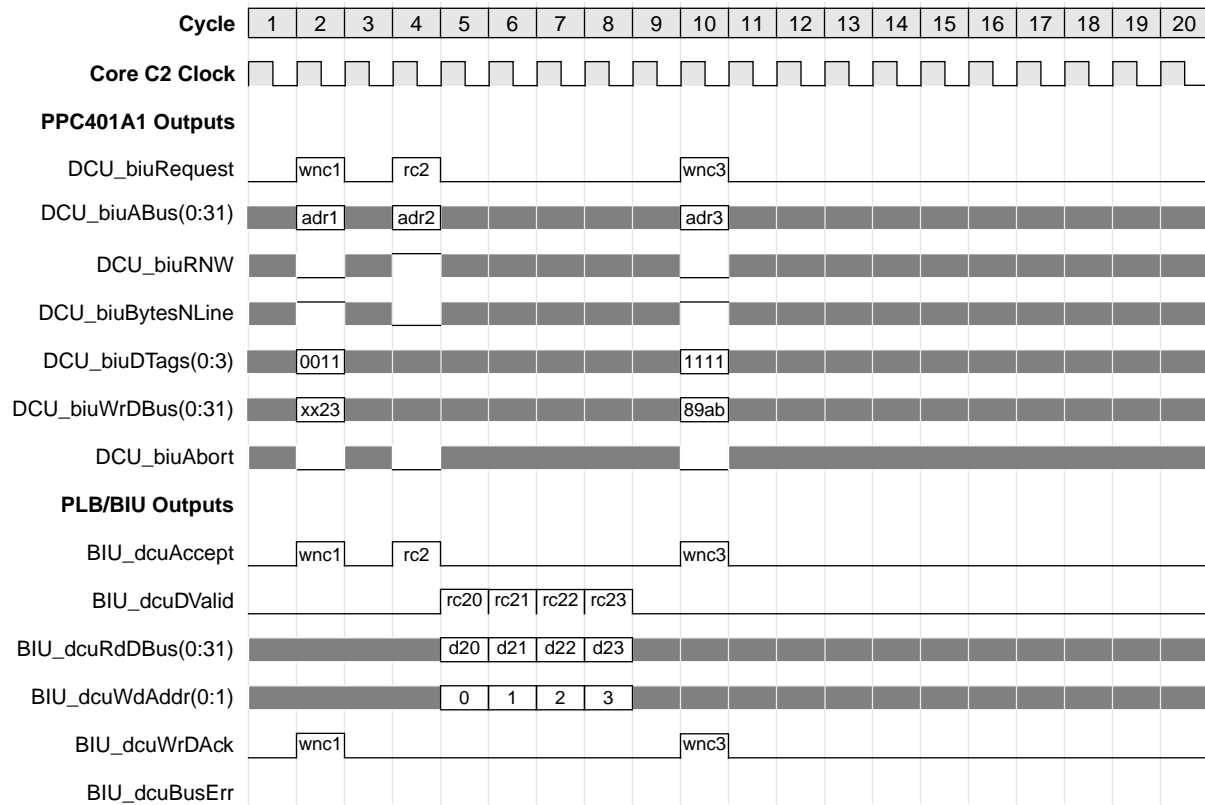 Cycle 1 2 3 4 5 6 7 8 9 10 11 12 13 14 15 16 17 18 19 20
Core C2 Clock
PPC401A1 Outputs
DCU_biuRequest wnc1 rc2 wnc3
DCU_biuABus(0:31) adr1 adr2 adr3
DCU_biuRNW
DCU_biuBytesNLine
DCU_biuDTags(0:3) 0011 1111
DCU_biuWrDBus(0:31) xx23 89ab
DCU_biuAbort
PLB/BIU Outputs
BIU_dcuAccept wnc1 rc2 wnc3
BIU_dcuDValid rc20 rc21 rc22 rc23
BIU_dcuRdDBus(0:31) d20 d21 d22 d23
BIU_dcuWdAddr(0:1) 0 1 2 3
BIU_dcuWrDAck wnc1 wnc3
BIU_dcuBusErr